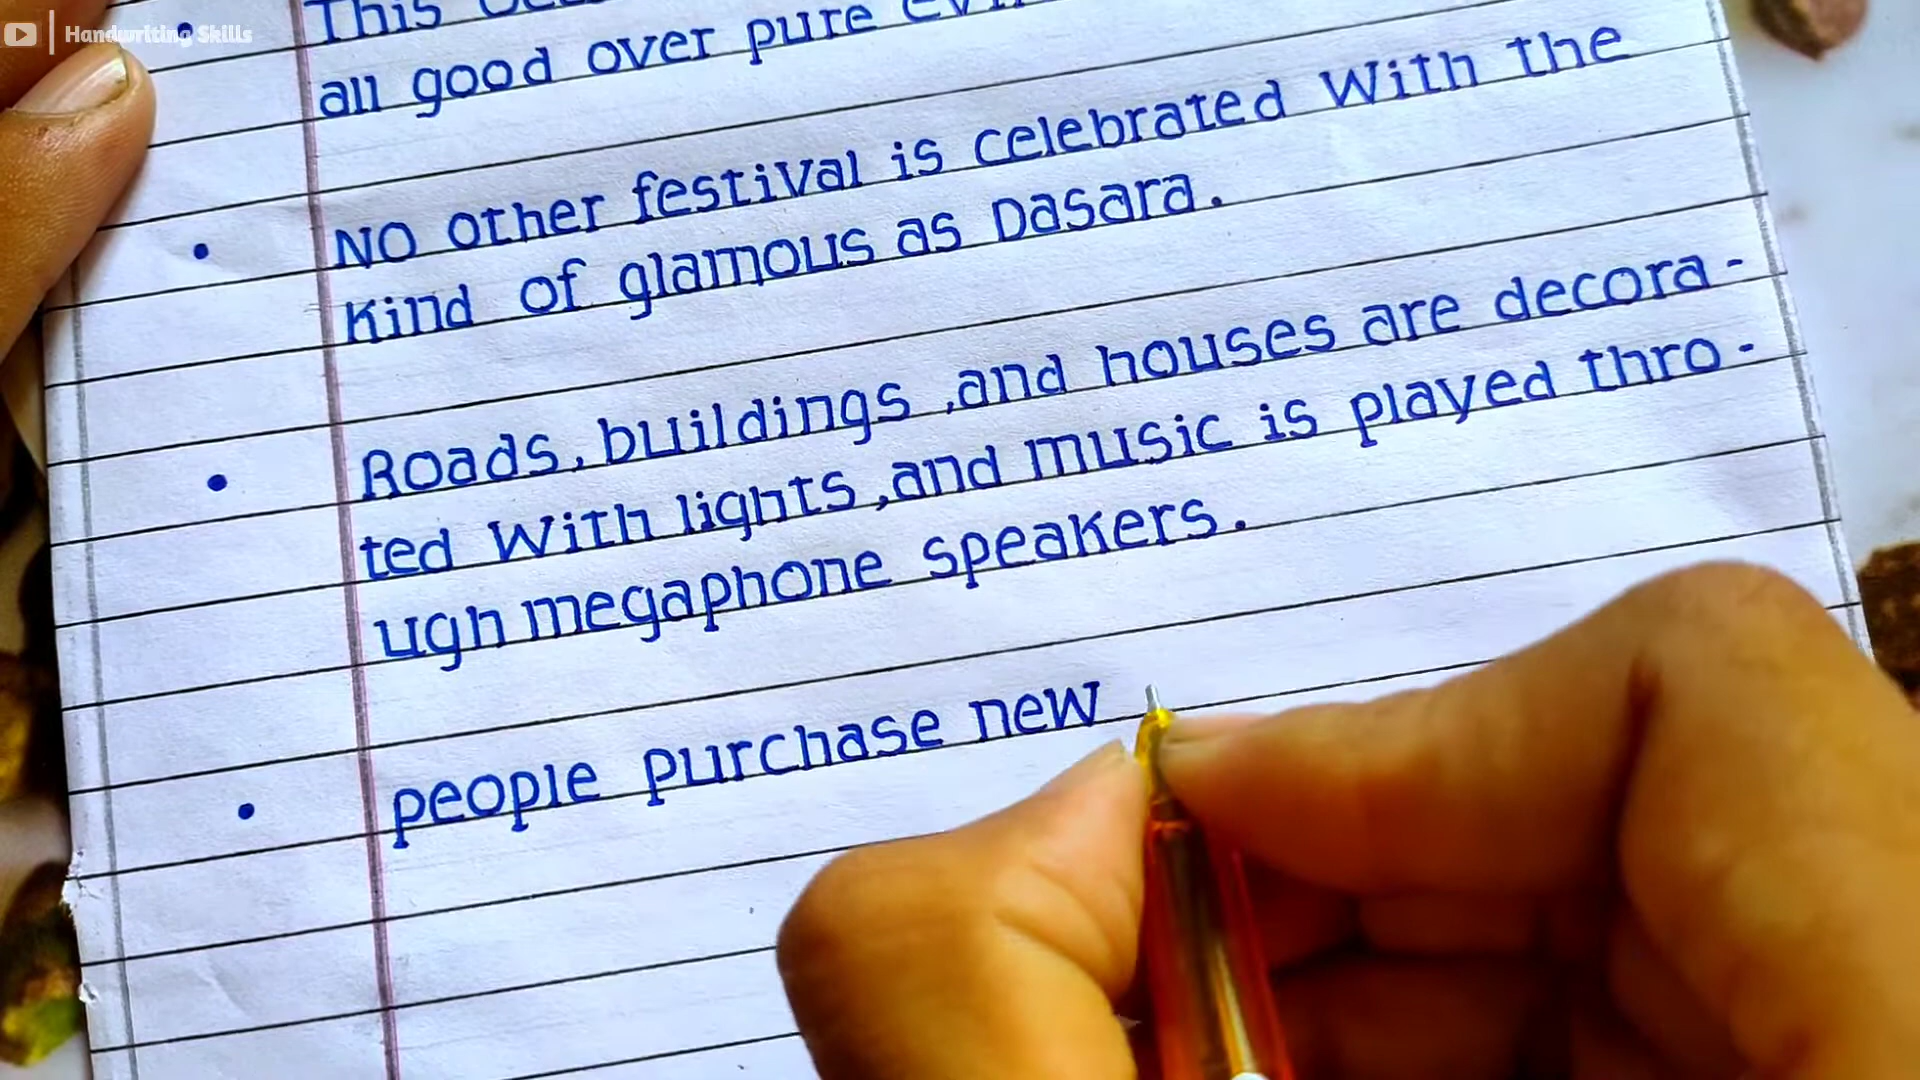 Handwriting Skills
This
all good over pure
• NO other festival is celebrated With the
Kind of glamous as Dasara.
• Roads, buildings ,and houses are decora-
ted With lights ,and music is played thro-
ugh megaphone speakers.
• people purchase new